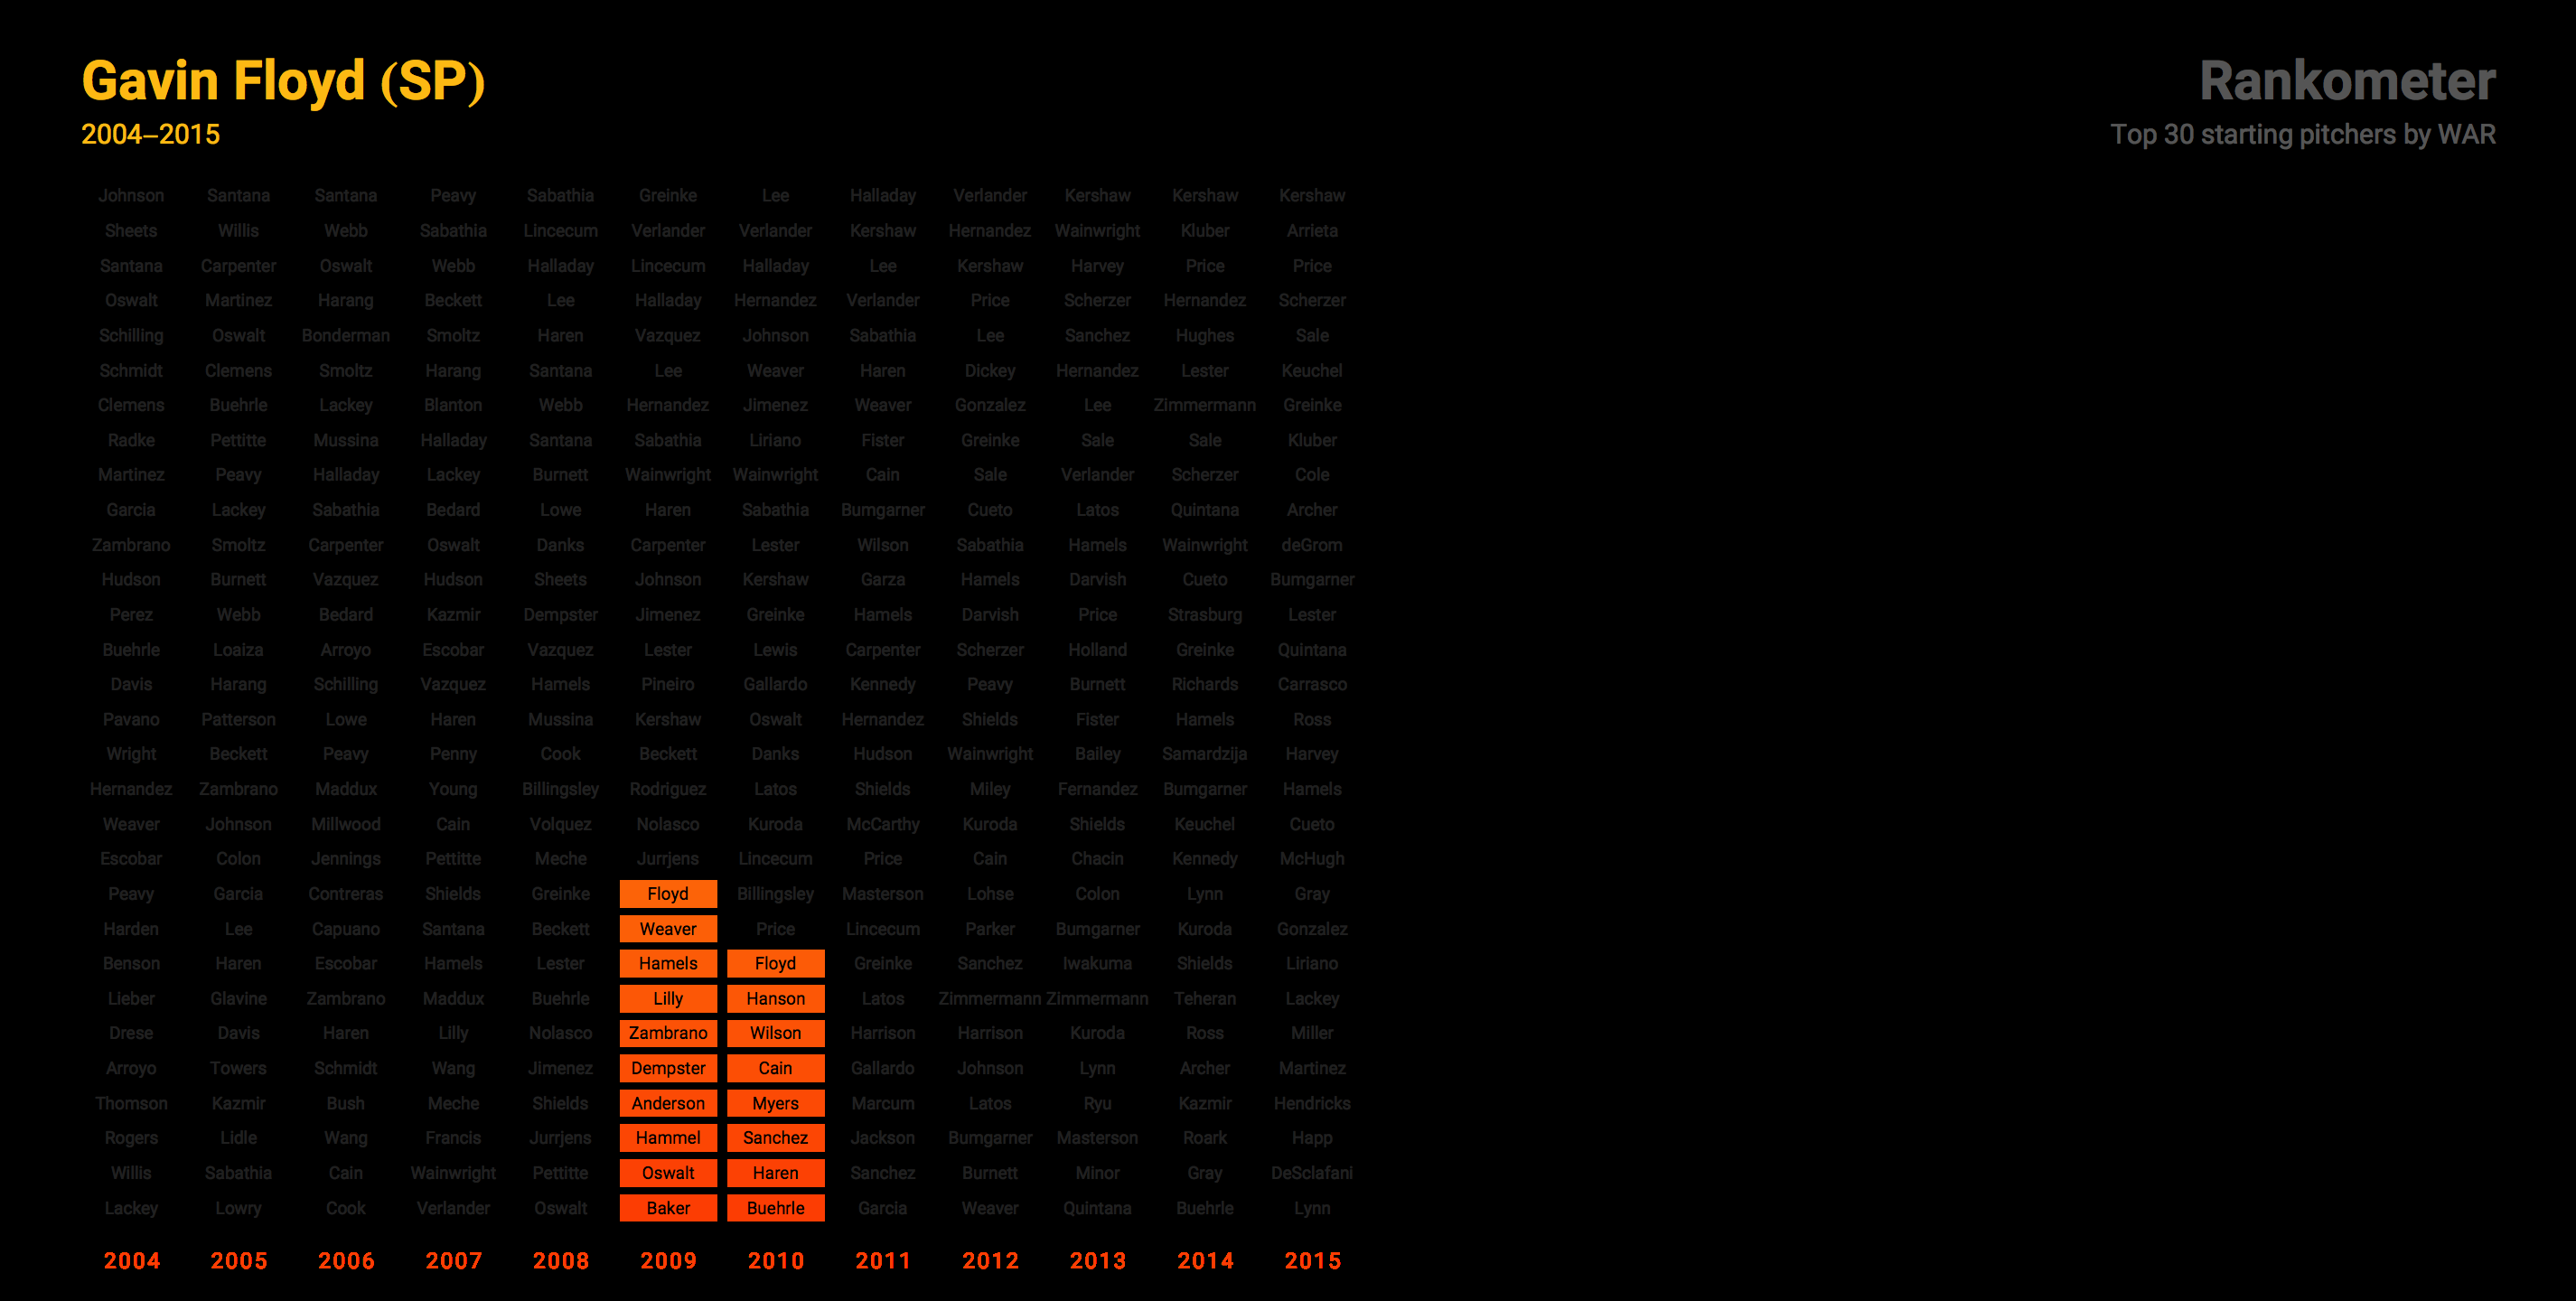 Gavin Floyd (SP)
2004–2015
Rankometer
Top 30 starting pitchers by WAR
Johnson Santana Santana Peavy Sabathia Greinke Lee Halladay Verlander Kershaw Kershaw Kershaw
Sheets Willis Webb Sabathia Lincecum Verlander Verlander Kershaw Hernandez Wainwright Kluber Arrieta
Santana Carpenter Oswalt Webb Halladay Lincecum Halladay Lee Kershaw Harvey Price Price
Oswalt Martinez Harang Beckett Lee Halladay Hernandez Verlander Price Scherzer Hernandez Scherzer
Schilling Oswalt Bonderman Smoltz Haren Vazquez Johnson Sabathia Lee Sanchez Hughes Sale
Schmidt Clemens Smoltz Harang Santana Lee Weaver Haren Dickey Hernandez Lester Keuchel
Clemens Buehrle Lackey Blanton Webb Hernandez Jimenez Weaver Gonzalez Lee Zimmermann Greinke
Radke Pettitte Mussina Halladay Santana Sabathia Liriano Fister Greinke Sale Sale Kluber
Martinez Peavy Halladay Lackey Burnett Wainwright Wainwright Cain Sale Verlander Scherzer Cole
Garcia Lackey Sabathia Bedard Lowe Haren Sabathia Bumgarner Cueto Latos Quintana Archer
Zambrano Smoltz Carpenter Oswalt Danks Carpenter Lester Wilson Sabathia Hamels Wainwright deGrom
Hudson Burnett Vazquez Hudson Sheets Johnson Kershaw Garza Hamels Darvish Cueto Bumgarner
Perez Webb Bedard Kazmir Dempster Jimenez Greinke Hamels Darvish Price Strasburg Lester
Buehrle Loaiza Arroyo Escobar Vazquez Lester Lewis Carpenter Scherzer Holland Greinke Quintana
Davis Harang Schilling Vazquez Hamels Pineiro Gallardo Kennedy Peavy Burnett Richards Carrasco
Pavano Patterson Lowe Haren Mussina Kershaw Oswalt Hernandez Shields Fister Hamels Ross
Wright Beckett Peavy Penny Cook Beckett Danks Hudson Wainwright Bailey Samardzija Harvey
Hernandez Zambrano Maddux Young Billingsley Rodriguez Latos Shields Miley Fernandez Bumgarner Hamels
Weaver Johnson Millwood Cain Volquez Nolasco Kuroda McCarthy Kuroda Shields Keuchel Cueto
Escobar Colon Jennings Pettitte Meche Jurrjens Lincecum Price Cain Chacin Kennedy McHugh
Peavy Garcia Contreras Shields Greinke Floyd Billingsley Masterson Lohse Colon Lynn Gray
Harden Lee Capuano Santana Beckett Weaver Price Lincecum Parker Bumgarner Kuroda Gonzalez
Benson Haren Escobar Hamels Lester Hamels Floyd Greinke Sanchez Iwakuma Shields Liriano
Lieber Glavine Zambrano Maddux Buehrle Lilly Hanson Latos Zimmermann Zimmermann Teheran Lackey
Drese Davis Haren Lilly Nolasco Zambrano Wilson Harrison Harrison Kuroda Ross Miller
Arroyo Towers Schmidt Wang Jimenez Dempster Cain Gallardo Johnson Lynn Archer Martinez
Thomson Kazmir Bush Meche Shields Anderson Myers Marcum Latos Ryu Kazmir Hendricks
Rogers Lidle Wang Francis Jurrjens Hammel Sanchez Jackson Bumgarner Masterson Roark Happ
Willis Sabathia Cain Wainwright Pettitte Oswalt Haren Sanchez Burnett Minor Gray DeSclafani
Lackey Lowry Cook Verlander Oswalt Baker Buehrle Garcia Weaver Quintana Buehrle Lynn
2004 2005 2006 2007 2008 2009 2010 2011 2012 2013 2014 2015